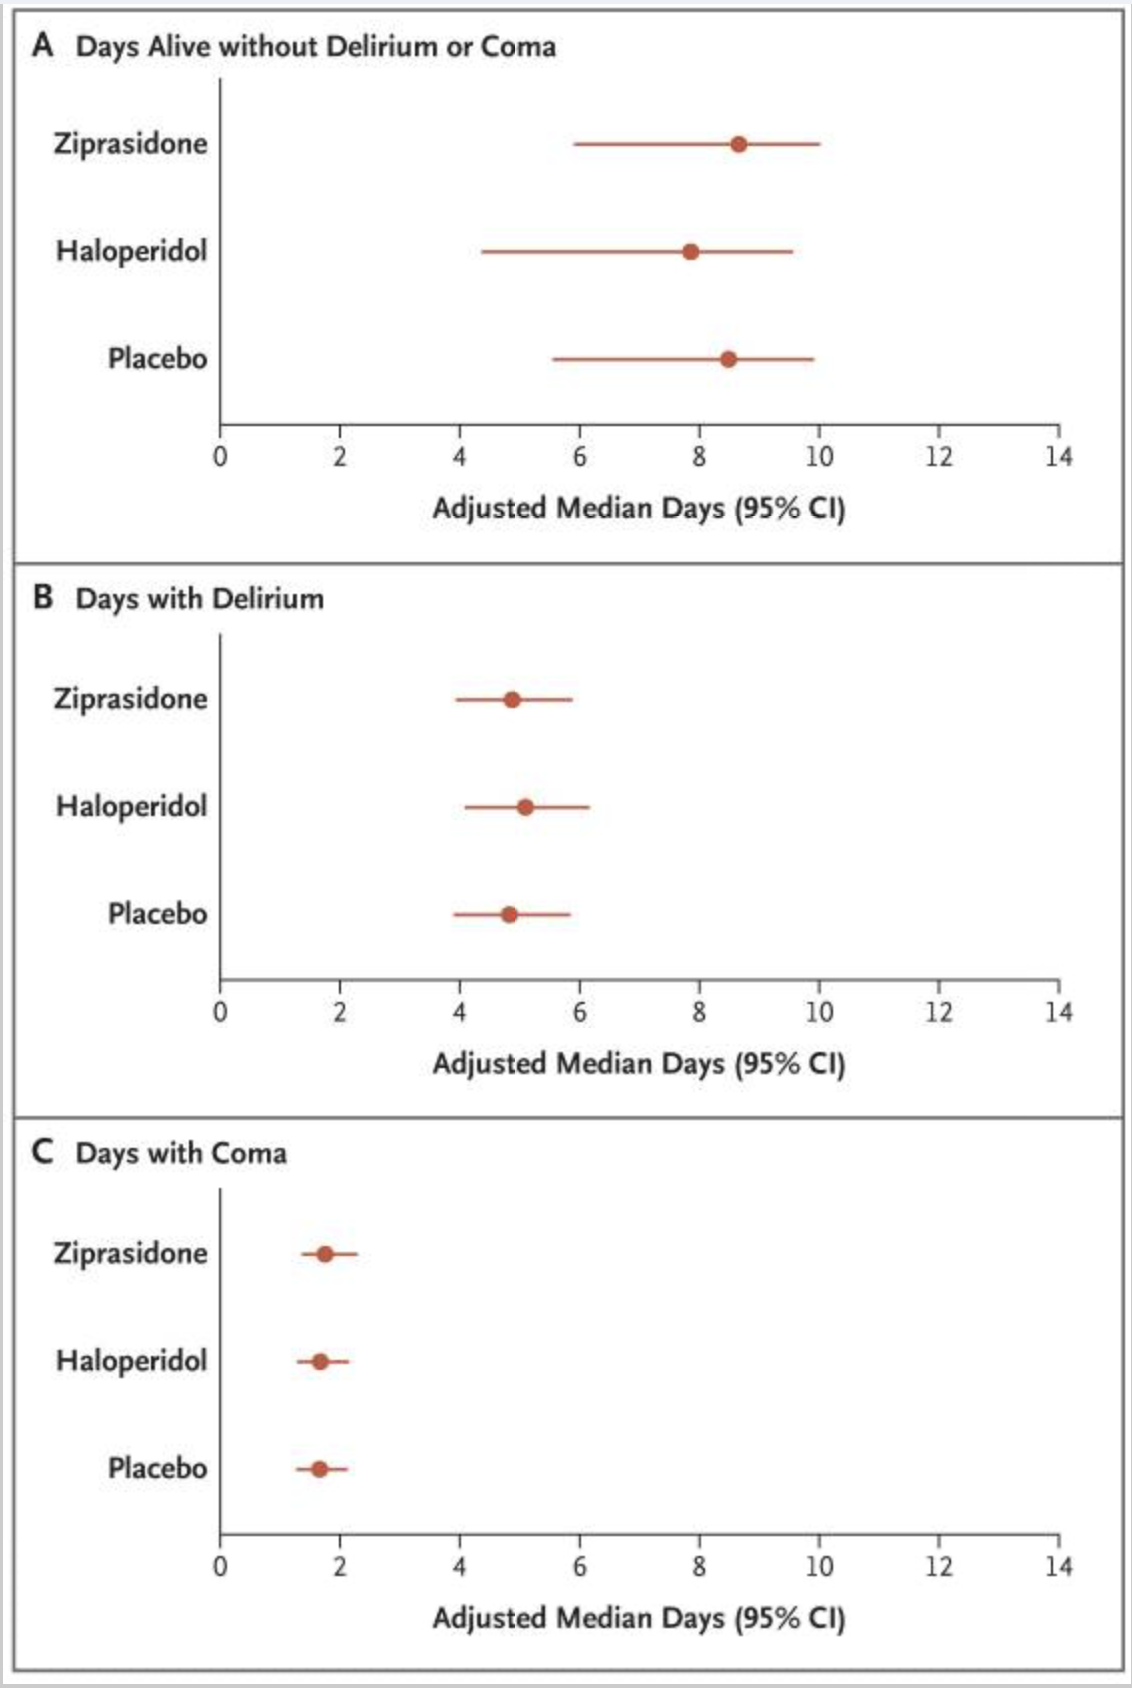 A Days Alive without Delirium or Coma
Ziprasidone
Haloperidol
Placebo
0 2 4 6 8 10 12 14
Adjusted Median Days (95% CI)
B Days with Delirium
Ziprasidone
Haloperidol
Placebo
0 2 4 6 8 10 12 14
Adjusted Median Days (95% CI)
C Days with Coma
Ziprasidone
Haloperidol
Placebo
0 2 4 6 8 10 12 14
Adjusted Median Days (95% CI)